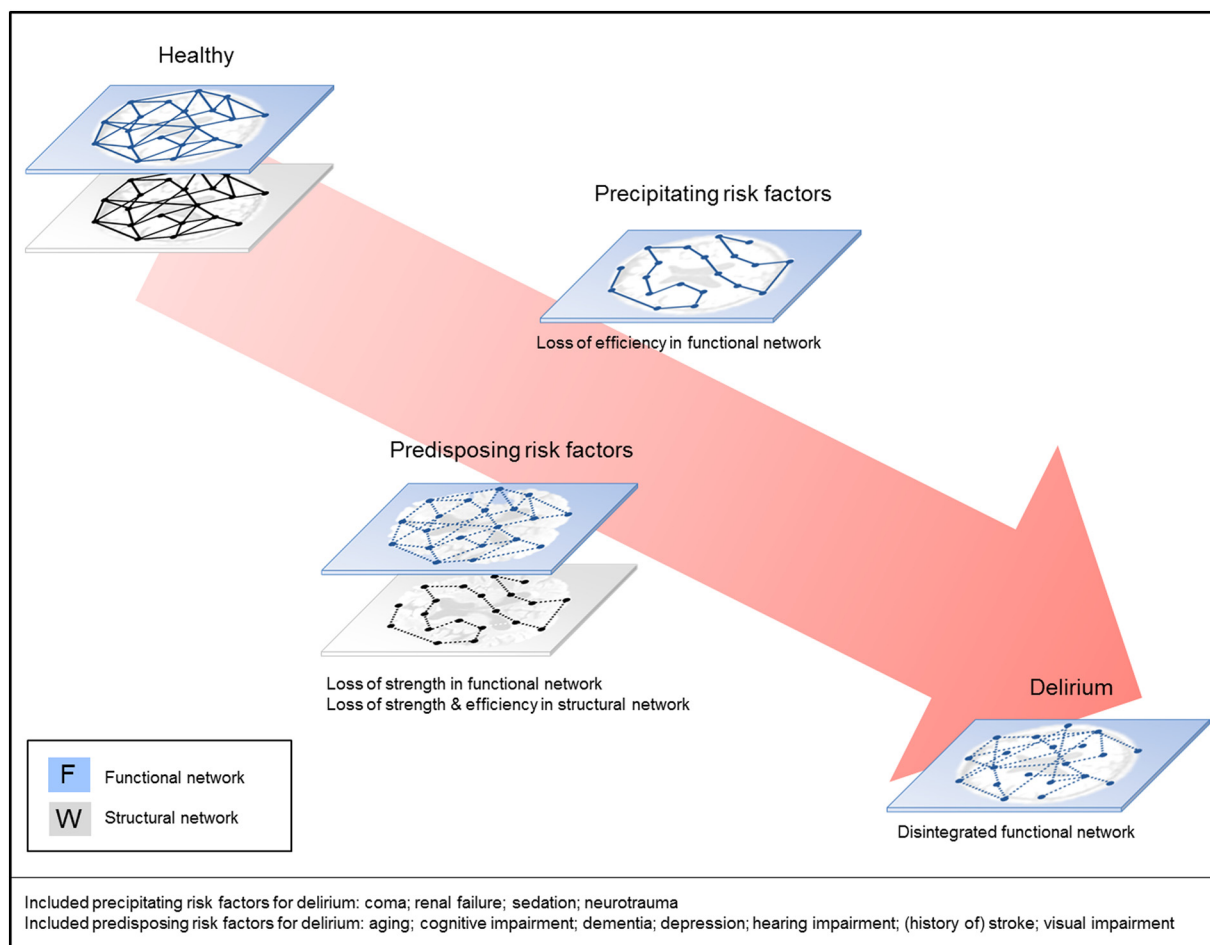 Healthy
Precipitating risk factors
Loss of efficiency in functional network
Predisposing risk factors
Loss of strength in functional network
Loss of strength & efficiency in structural network
Delirium
Disintegrated functional network
F Functional network
W Structural network
Included precipitating risk factors for delirium: coma; renal failure; sedation; neurotrauma
Included predisposing risk factors for delirium: aging; cognitive impairment; dementia; depression; hearing impairment; (history of) stroke; visual impairment